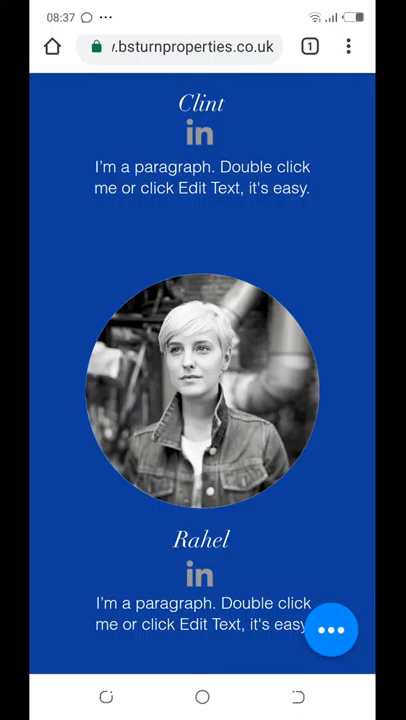 08:37
.bsturnproperties.co.uk
1
Clint
in
I'm a paragraph. Double click
me or click Edit Text, it's easy.
Rahel
in
I'm a paragraph. Double click
me or click Edit Text, it's easy